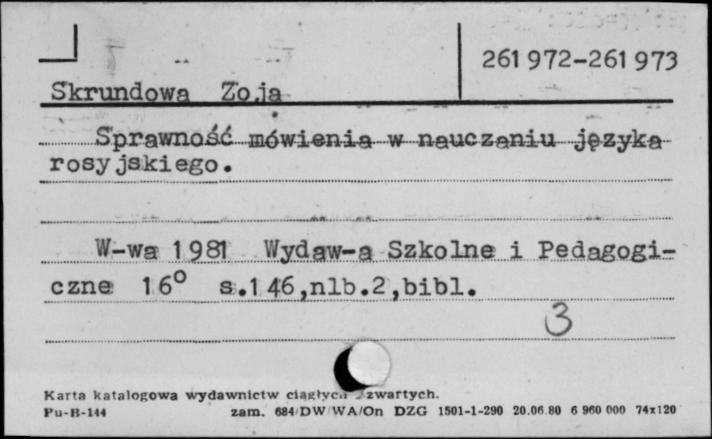 261 972-261 973
Skrundowa Zoja
Sprawność mówienia w nauczaniu języka
rosyjskiego.
W-wa 1981 Wydaw-a Szkolne i Pedagogi-
czne 16° s.146,nlb.2,bibl.
3
Karta katalogowa wydawnictw ciągłych zwartych.
Pu-B-144 zam. 684/DW/WA/On DZG 1501-1-290 20.06.80 6 960 000 74x120